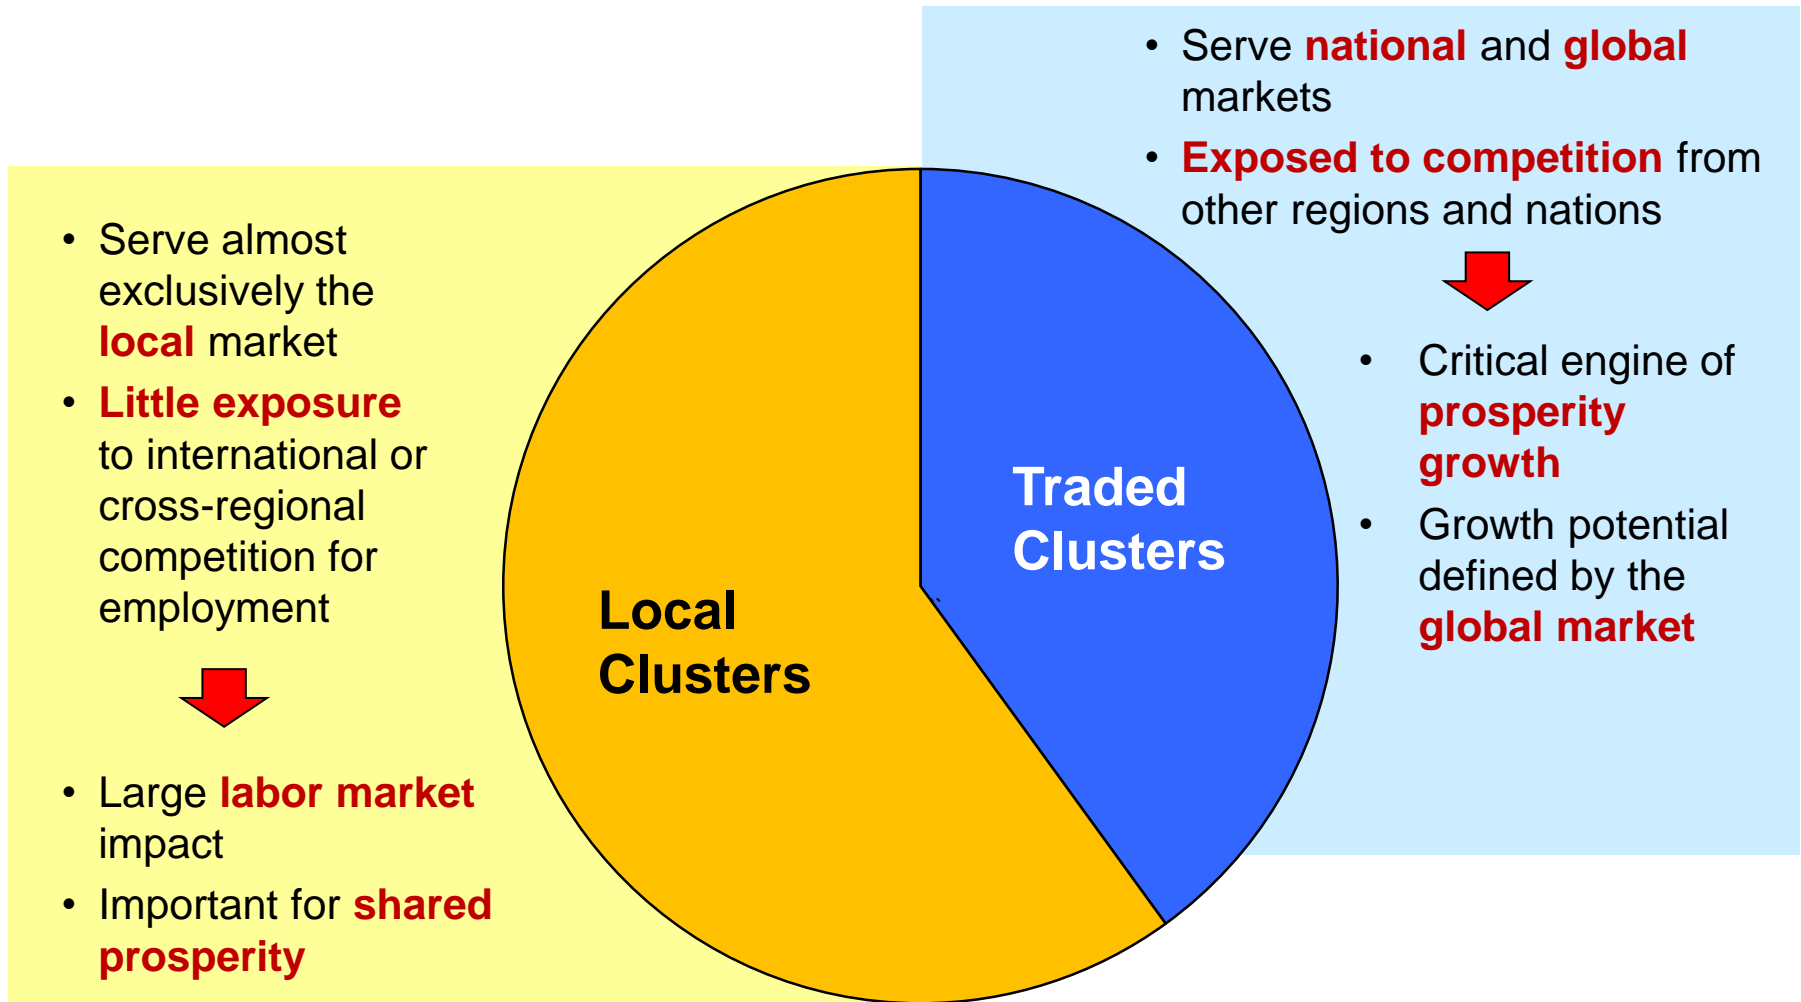 • Serve almost
exclusively the
local market
• Little exposure
to international or
cross-regional
competition for
employment
• Large labor market
impact
• Important for shared
prosperity
Local
Clusters
Traded
Clusters
• Serve national and global
markets
• Exposed to competition from
other regions and nations
• Critical engine of
prosperity
growth
• Growth potential
defined by the
global market